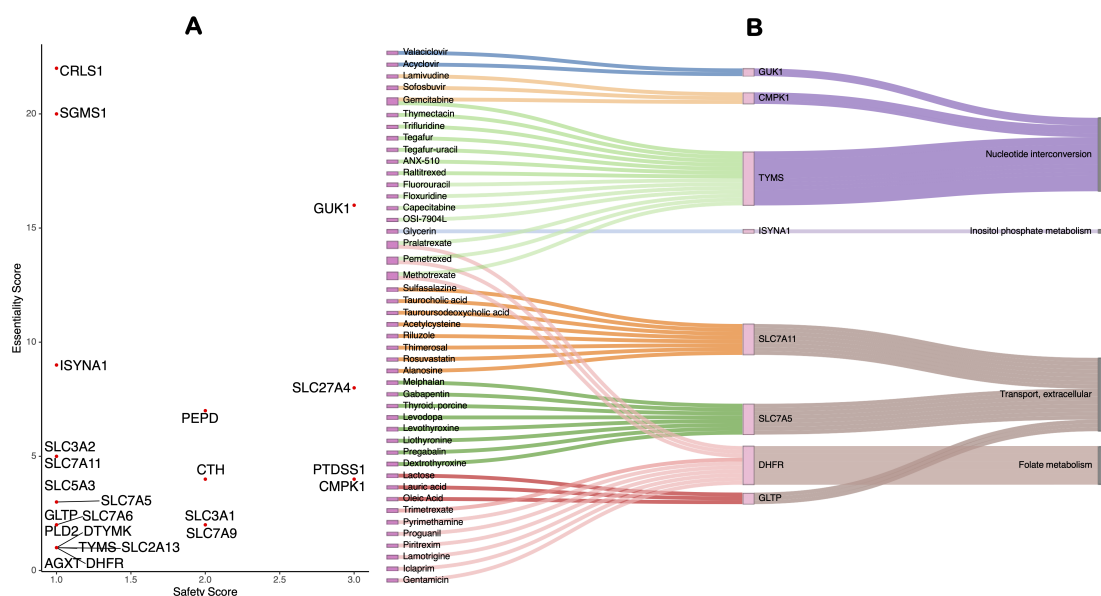 A
B
CRLS1
SGMS1
GUK1
ISYNA1
SLC27A4
PEPD
SLC3A2
SLC7A11
CTH
PTDSS1
CMPK1
SLC5A3
SLC7A5
GLTP SLC7A6
SLC3A1
PLD2 DTYMK
SLC7A9
TYMS SLC2A13
AGXT DHFR
20
15
10
5
0
1.0
1.5
2.0
2.5
3.0
Essentiality Score
Safety Score
Valaciclovir
Acyclovir
Lamivudine
Sofosbuvir
Gemcitabine
Thymectacin
Trifluridine
Tegafur
Tegafur-uracil
ANX-510
Raltitrexed
Fluorouracil
Floxuridine
Capecitabine
OSI-7904L
Glycerin
Pralatrexate
Pemetrexed
Methotrexate
Sulfasalazine
Taurocholic acid
Tauroursodeoxycholic acid
Acetylcysteine
Riluzole
Thimerosal
Rosuvastatin
Alanosine
Melphalan
Gabapentin
Thyroid, porcine
Levodopa
Levothyroxine
Liothyronine
Pregabalin
Dextrothyroxine
Lactose
Lauric acid
Oleic Acid
Trimetrexate
Pyrimethamine
Proguanil
Piritrexim
Lamotrigine
Iclaprim
Gentamicin
GUK1
CMPK1
TYMS
ISYNA1
SLC7A11
SLC7A5
DHFR
GLTP
Nucleotide interconversion
Inositol phosphate metabolism
Transport, extracellular
Folate metabolism